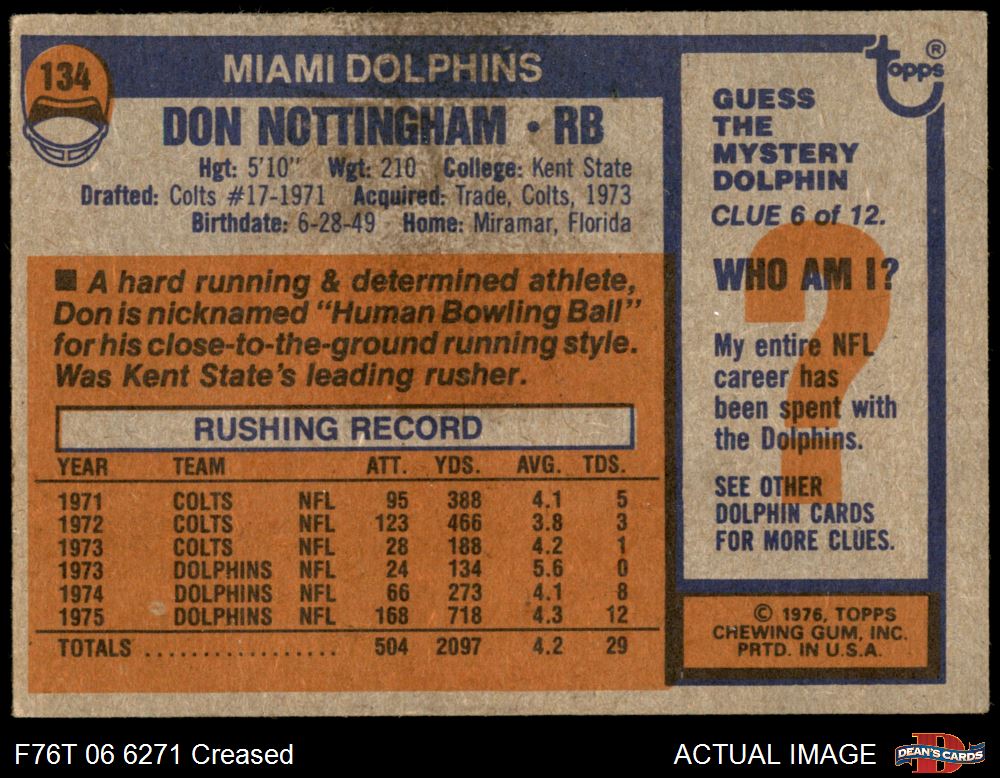 134
MIAMI DOLPHINS
DON NOTTINGHAM • RB
Hgt: 5'10" Wgt: 210 College: Kent State
Drafted: Colts #17-1971 Acquired: Trade, Colts, 1973
Birthdate: 6-28-49 Home: Miramar, Florida
■ A hard running & determined athlete,
Don is nicknamed "Human Bowling Ball"
for his close-to-the-ground running style.
Was Kent State's leading rusher.
RUSHING RECORD
YEAR TEAM ATT. YDS. AVG. TDS.
1971 COLTS NFL 95 388 4.1 5
1972 COLTS NFL 123 466 3.8 3
1973 COLTS NFL 28 188 4.2 1
1973 DOLPHINS NFL 24 134 5.6 0
1974 DOLPHINS NFL 66 273 4.1 8
1975 DOLPHINS NFL 168 718 4.3 12
TOTALS ................. 504 2097 4.2 29
topps ®
GUESS
THE
MYSTERY
DOLPHIN
CLUE 6 of 12.
?
WHO AM I?
My entire NFL
career has
been spent with
the Dolphins.
SEE OTHER
DOLPHIN CARDS
FOR MORE CLUES.
© 1976, TOPPS
CHEWING GUM, INC.
PRTD. IN U.S.A.
F76T 06 6271 Creased
ACTUAL IMAGE
D
DEAN'S CARDS